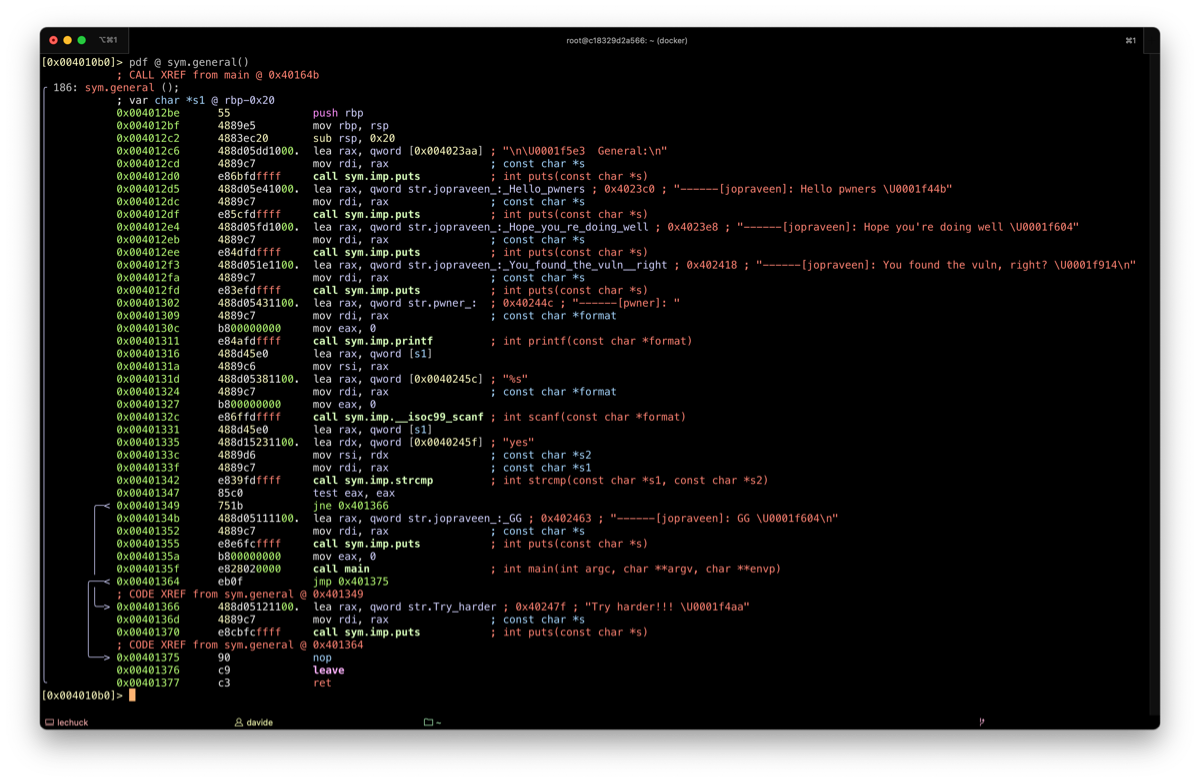 ⌥⌘1 root@c18329d2a566: ~ (docker) ⌘1
[0x004010b0]> pdf @ sym.general()
; CALL XREF from main @ 0x40164b
186: sym.general ();
; var char *s1 @ rbp-0x20
0x004012be 55 push rbp
0x004012bf 4889e5 mov rbp, rsp
0x004012c2 4883ec20 sub rsp, 0x20
0x004012c6 488d05dd1000. lea rax, qword [0x004023aa] ; "\n\U0001f5e3  General:\n"
0x004012cd 4889c7 mov rdi, rax ; const char *s
0x004012d0 e86bfdffff call sym.imp.puts ; int puts(const char *s)
0x004012d5 488d05e41000. lea rax, qword str.jopraveen_:_Hello_pwners ; 0x4023c0 ; "------[jopraveen]: Hello pwners \U0001f44b"
0x004012dc 4889c7 mov rdi, rax ; const char *s
0x004012df e85cfdffff call sym.imp.puts ; int puts(const char *s)
0x004012e4 488d05fd1000. lea rax, qword str.jopraveen_:_Hope_you_re_doing_well ; 0x4023e8 ; "------[jopraveen]: Hope you're doing well \U0001f604"
0x004012eb 4889c7 mov rdi, rax ; const char *s
0x004012ee e84dfdffff call sym.imp.puts ; int puts(const char *s)
0x004012f3 488d051e1100. lea rax, qword str.jopraveen_:_You_found_the_vuln__right ; 0x402418 ; "------[jopraveen]: You found the vuln, right? \U0001f914\n"
0x004012fa 4889c7 mov rdi, rax ; const char *s
0x004012fd e83efdffff call sym.imp.puts ; int puts(const char *s)
0x00401302 488d05431100. lea rax, qword str.pwner_: ; 0x40244c ; "------[pwner]: "
0x00401309 4889c7 mov rdi, rax ; const char *format
0x0040130c b800000000 mov eax, 0
0x00401311 e84afdffff call sym.imp.printf ; int printf(const char *format)
0x00401316 488d45e0 lea rax, qword [s1]
0x0040131a 4889c6 mov rsi, rax
0x0040131d 488d05381100. lea rax, qword [0x0040245c] ; "%s"
0x00401324 4889c7 mov rdi, rax ; const char *format
0x00401327 b800000000 mov eax, 0
0x0040132c e86ffdffff call sym.imp.__isoc99_scanf ; int scanf(const char *format)
0x00401331 488d45e0 lea rax, qword [s1]
0x00401335 488d15231100. lea rdx, qword [0x0040245f] ; "yes"
0x0040133c 4889d6 mov rsi, rdx ; const char *s2
0x0040133f 4889c7 mov rdi, rax ; const char *s1
0x00401342 e839fdffff call sym.imp.strcmp ; int strcmp(const char *s1, const char *s2)
0x00401347 85c0 test eax, eax
0x00401349 751b jne 0x401366
0x0040134b 488d05111100. lea rax, qword str.jopraveen_:_GG ; 0x402463 ; "------[jopraveen]: GG \U0001f604\n"
0x00401352 4889c7 mov rdi, rax ; const char *s
0x00401355 e8e6fcffff call sym.imp.puts ; int puts(const char *s)
0x0040135a b800000000 mov eax, 0
0x0040135f e828020000 call main ; int main(int argc, char **argv, char **envp)
0x00401364 eb0f jmp 0x401375
; CODE XREF from sym.general @ 0x401349
0x00401366 488d05121100. lea rax, qword str.Try_harder ; 0x40247f ; "Try harder!!! \U0001f4aa"
0x0040136d 4889c7 mov rdi, rax ; const char *s
0x00401370 e8cbfcffff call sym.imp.puts ; int puts(const char *s)
; CODE XREF from sym.general @ 0x401364
0x00401375 90 nop
0x00401376 c9 leave
0x00401377 c3 ret
[0x004010b0]>
lechuck davide ~